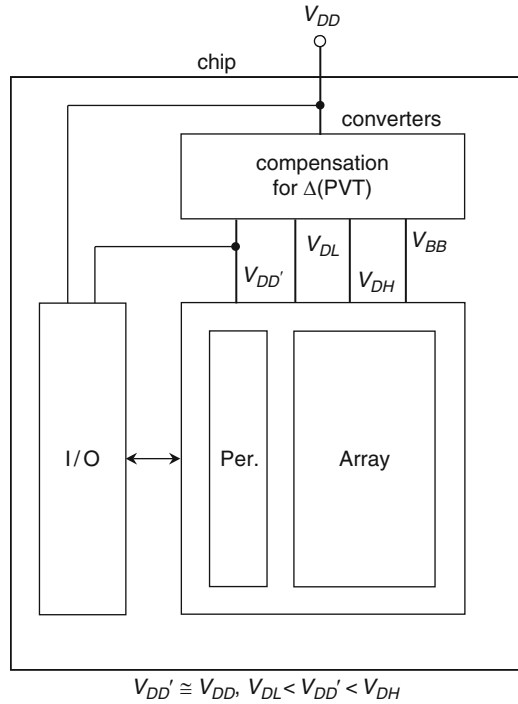 V_DD
chip
converters
compensation
for Δ(PVT)
V_DL
V_BB
V_DD'
V_DH
I/O
Per.
Array
V_DD' ≅ V_DD, V_DL < V_DD' < V_DH